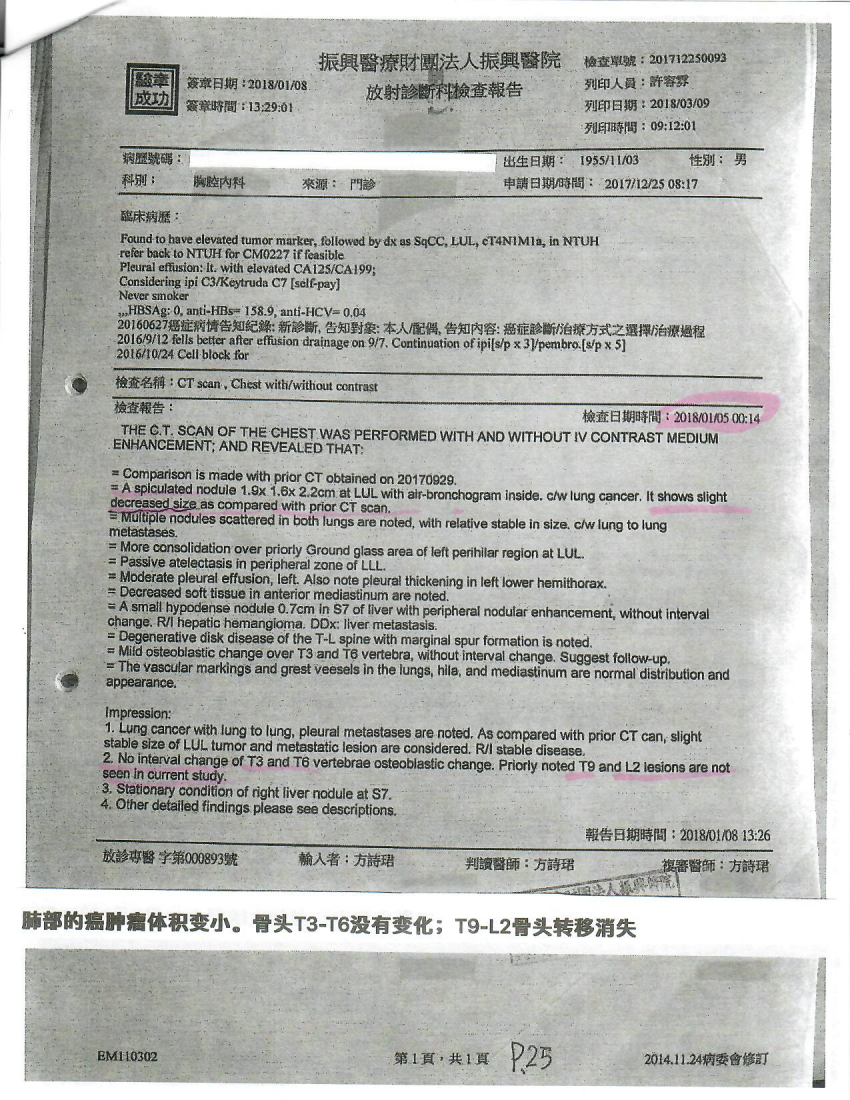 振興醫療財團法人振興醫院
放射診斷科檢查報告
驗章成功
簽章日期：2018/01/08
簽章時間：13:29:01
檢查單號：201712250093
列印人員：許容雰
列印日期：2018/03/09
列印時間：09:12:01
病歷號碼： 出生日期： 1955/11/03 性別： 男
科別： 胸腔內科 來源： 門診 申請日期/時間： 2017/12/25 08:17
臨床病歷：
Found to have elevated tumor marker, followed by dx as SqCC, LUL, cT4N1M1a, in NTUH
refer back to NTUH for CM0227 if feasible
Pleural effusion: lt. with elevated CA125/CA199;
Considering ipi C3/Keytruda C7 [self-pay]
Never smoker
,,,HBSAg: 0, anti-HBs= 158.9, anti-HCV= 0.04
20160627癌症病情告知紀錄: 新診斷, 告知對象: 本人/配偶, 告知內容: 癌症診斷/治療方式之選擇/治療過程
2016/9/12 fells better after effusion drainage on 9/7. Continuation of ipi[s/p x 3]/pembro.[s/p x 5]
2016/10/24 Cell block for
檢查名稱：CT scan , Chest with/without contrast
檢查報告： 檢查日期時間：2018/01/05 00:14
THE C.T. SCAN OF THE CHEST WAS PERFORMED WITH AND WITHOUT IV CONTRAST MEDIUM
ENHANCEMENT; AND REVEALED THAT:
= Comparison is made with prior CT obtained on 20170929.
= A spiculated nodule 1.9x 1.6x 2.2cm at LUL with air-bronchogram inside. c/w lung cancer. It shows slight
decreased size as compared with prior CT scan.
= Multiple nodules scattered in both lungs are noted, with relative stable in size. c/w lung to lung
metastases.
= More consolidation over priorly Ground glass area of left perihilar region at LUL.
= Passive atelectasis in peripheral zone of LLL.
= Moderate pleural effusion, left. Also note pleural thickening in left lower hemithorax.
= Decreased soft tissue in anterior mediastinum are noted.
= A small hypodense nodule 0.7cm in S7 of liver with peripheral nodular enhancement, without interval
change. R/I hepatic hemangioma. DDx: liver metastasis.
= Degenerative disk disease of the T-L spine with marginal spur formation is noted.
= Mild osteoblastic change over T3 and T6 vertebra, without interval change. Suggest follow-up.
= The vascular markings and grest veesels in the lungs, hila, and mediastinum are normal distribution and
appearance.
Impression:
1. Lung cancer with lung to lung, pleural metastases are noted. As compared with prior CT can, slight
stable size of LUL tumor and metastatic lesion are considered. R/I stable disease.
2. No interval change of T3 and T6 vertebrae osteoblastic change. Priorly noted T9 and L2 lesions are not
seen in current study.
3. Stationary condition of right liver nodule at S7.
4. Other detailed findings please see descriptions.
報告日期時間：2018/01/08 13:26
放診專醫 字第000893號 輸入者：方詩珺 判讀醫師：方詩珺 複審醫師：方詩珺
團法人振興醫院
肺部的癌肿瘤体积变小。骨头T3-T6没有变化；T9-L2骨头转移消失
EM110302 第1頁，共1頁 P.25 2014.11.24病委會修訂